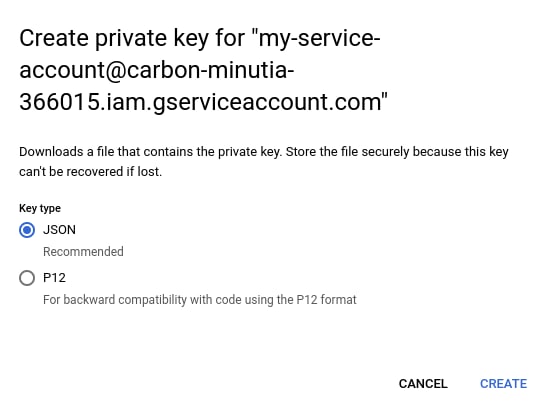 Create private key for "my-service-
account@carbon-minutia-
366015.iam.gserviceaccount.com"
Downloads a file that contains the private key. Store the file securely because this key
can't be recovered if lost.
Key type
JSON
Recommended
P12
For backward compatibility with code using the P12 format
CANCEL CREATE